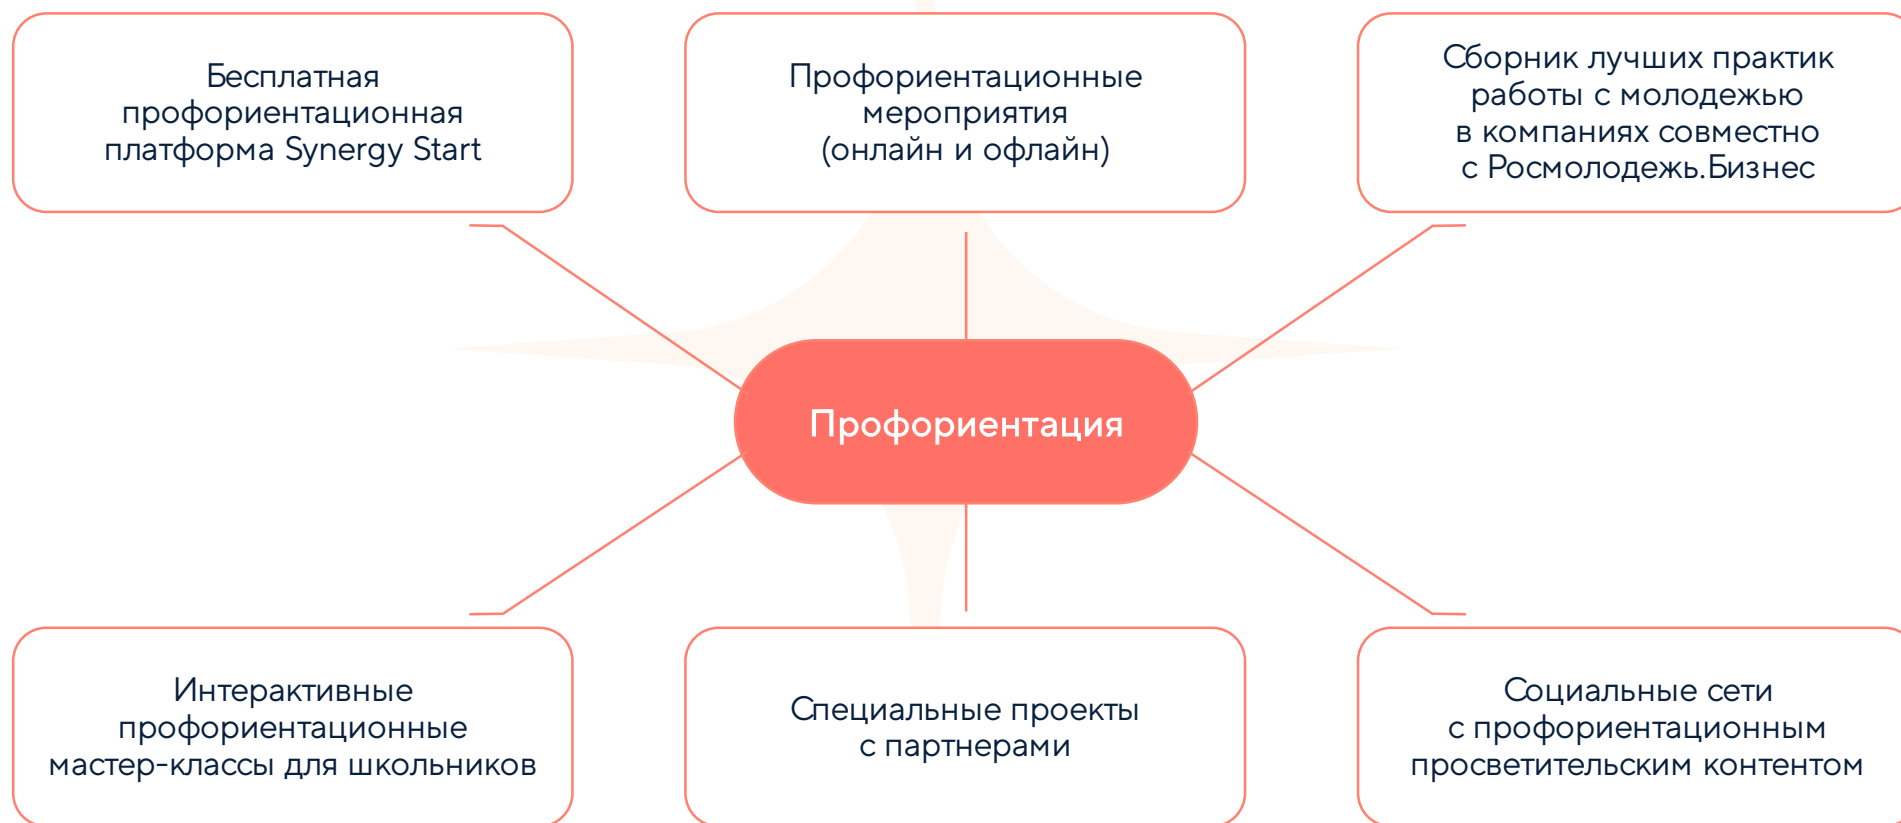 Бесплатная
профориентационная
платформа Synergy Start
Профориентационные
мероприятия
(онлайн и офлайн)
Сборник лучших практик
работы с молодежью
в компаниях совместно
с Росмолодежь.Бизнес
Профориентация
Интерактивные
профориентационные
мастер-классы для школьников
Специальные проекты
с партнерами
Социальные сети
с профориентационным
просветительским контентом